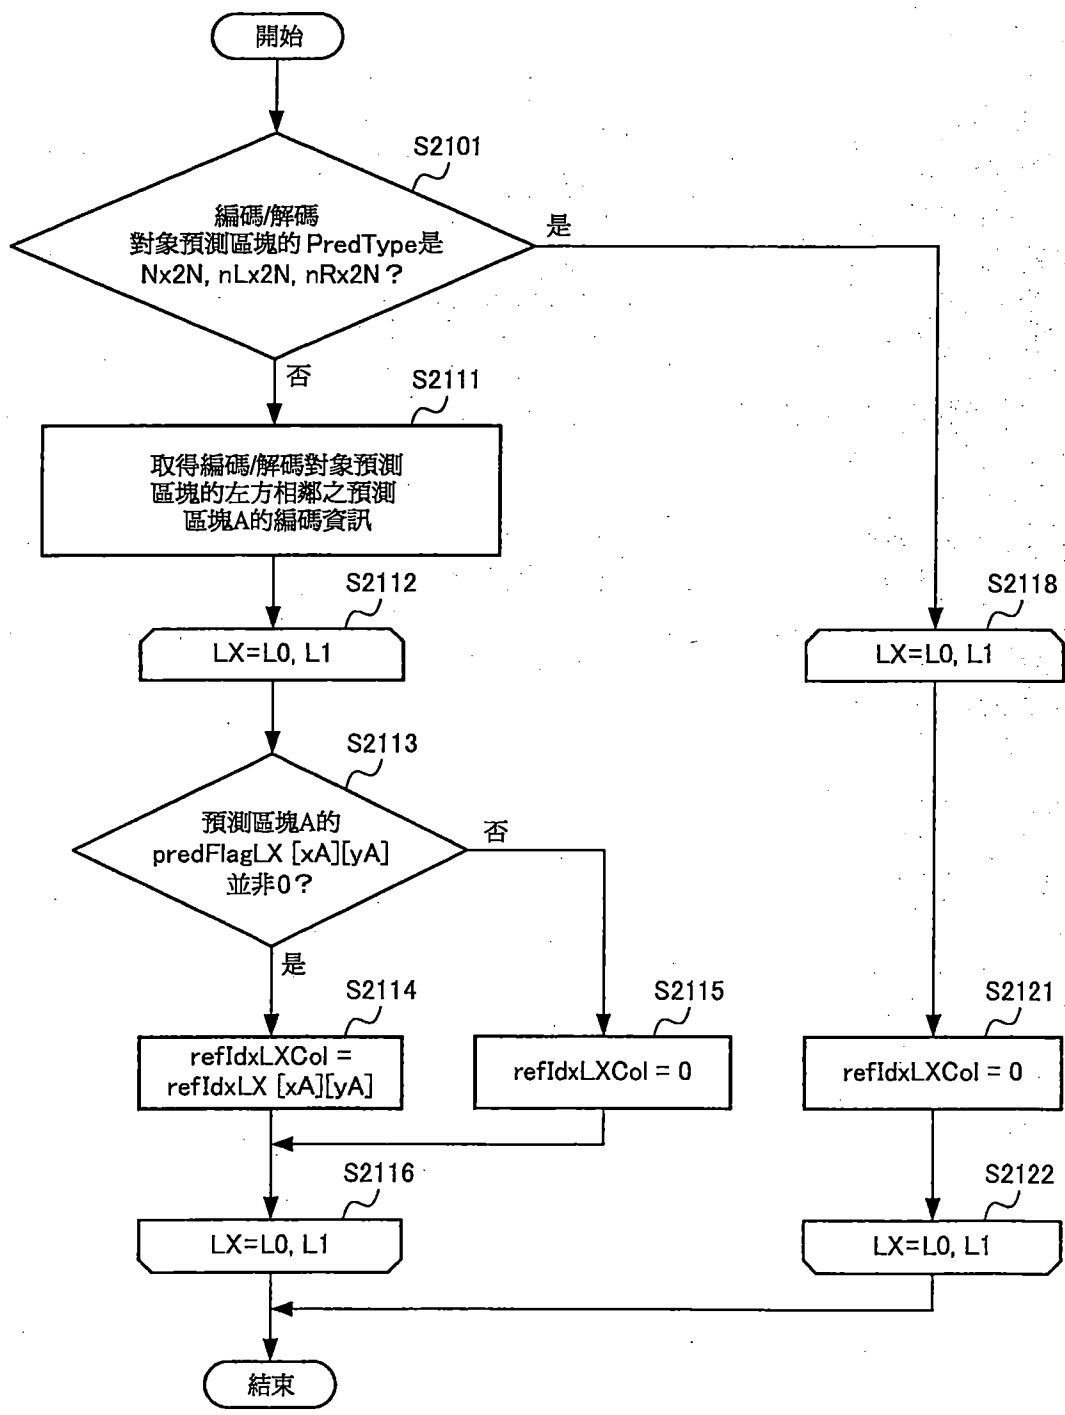 開始
S2101
編碼/解碼
對象預測區塊的 PredType是
Nx2N, nLx2N, nRx2N？
是
否
S2111
取得編碼/解碼對象預測
區塊的左方相鄰之預測
區塊A的編碼資訊
S2112
LX=L0, L1
S2118
LX=L0, L1
S2113
預測區塊A的
predFlagLX [xA][yA]
並非0？
否
是
S2114
refIdxLXCol =
refIdxLX [xA][yA]
S2115
refIdxLXCol = 0
S2121
refIdxLXCol = 0
S2116
LX=L0, L1
S2122
LX=L0, L1
結束